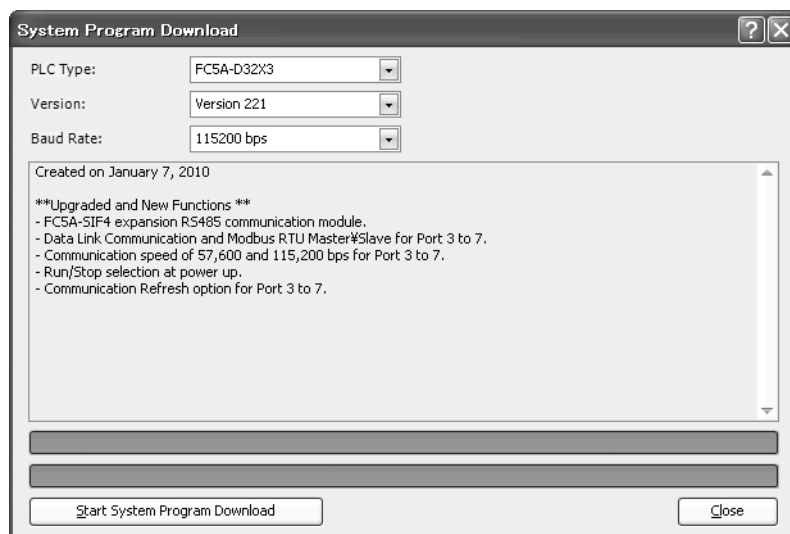 System Program Download
PLC Type: FC5A-D32X3
Version: Version 221
Baud Rate: 115200 bps
Created on January 7, 2010
**Upgraded and New Functions **
- FC5A-SIF4 expansion RS485 communication module.
- Data Link Communication and Modbus RTU Master¥Slave for Port 3 to 7.
- Communication speed of 57,600 and 115,200 bps for Port 3 to 7.
- Run/Stop selection at power up.
- Communication Refresh option for Port 3 to 7.
Start System Program Download Close